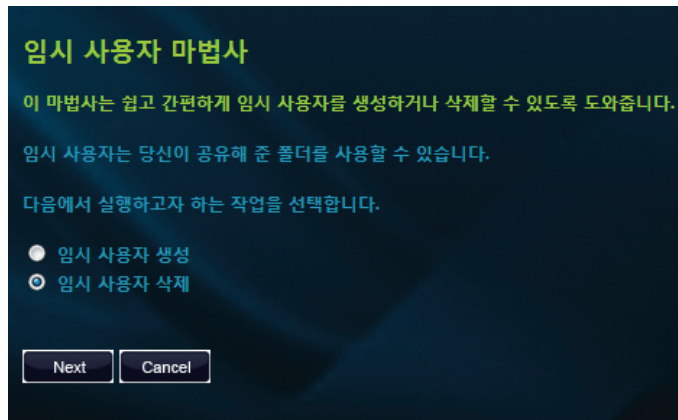 임시 사용자 마법사
이 마법사는 쉽고 간편하게 임시 사용자를 생성하거나 삭제할 수 있도록 도와줍니다.
임시 사용자는 당신이 공유해 준 폴더를 사용할 수 있습니다.
다음에서 실행하고자 하는 작업을 선택합니다.
임시 사용자 생성
임시 사용자 삭제
Next Cancel